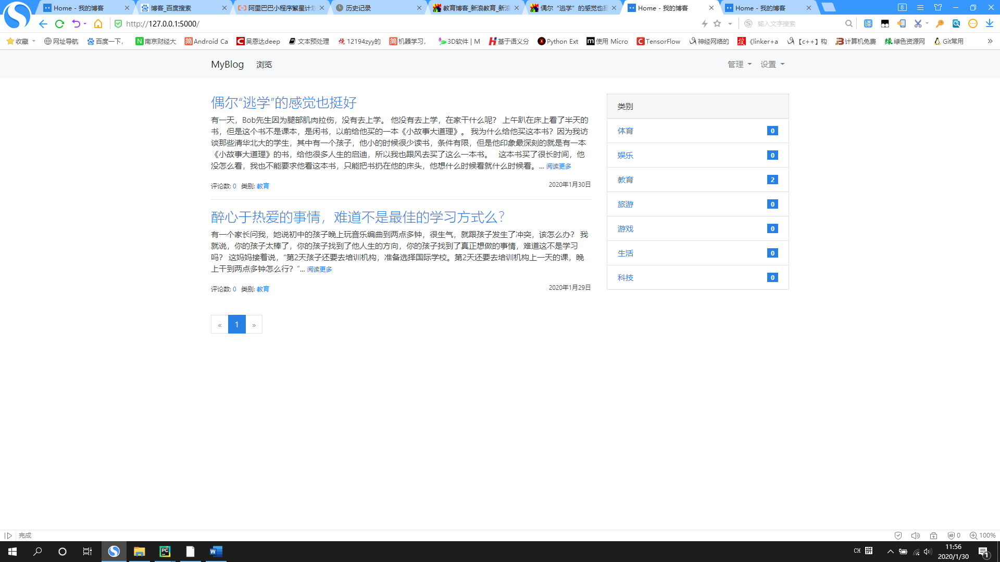 Home - 我的博客
博客_百度搜索
阿里巴巴小程序繁星计划
历史记录
教育博客_新浪教育_新浪
偶尔“逃学”的感觉也挺
Home - 我的博客
Home - 我的博客
8
http://127.0.0.1:5000/
输入文字搜索
译
收藏
网址导航
百度一下，
南京财经大
Android Ca
吴恩达deep
文本预处理
12194zyy的
机器学习，
3D软件 | M
基于语义分
Python Ext
使用 Micro
TensorFlow
神经网络的
《linker+a
【c++】构
计算机免费
绿色资源网
Git常用
»
MyBlog 浏览
管理 设置
偶尔“逃学”的感觉也挺好
有一天，Bob先生因为腿部肌肉拉伤，没有去上学。 他没有去上学，在家干什么呢？ 上午趴在床上看了半天的
书，但是这个书不是课本，是闲书，以前给他买的一本《小故事大道理》。 我为什么给他买这本书？因为我访
谈那些清华北大的学生，其中有一个孩子，他小的时候很少读书，条件有限，但是他印象最深刻的就是有一本
《小故事大道理》的书，给他很多人生的启迪，所以我也跟风去买了这么一本书。 这本书买了很长时间，他
没怎么看，我也不能要求他看这本书，只能把书扔在他的床头，他想什么时候看就什么时候看。... 阅读更多
评论数: 0 类别: 教育
2020年1月30日
醉心于热爱的事情，难道不是最佳的学习方式么？
有一个家长问我，她说初中的孩子晚上玩音乐编曲到两点多钟，很生气，就跟孩子发生了冲突，该怎么办？ 我
就说，你的孩子太棒了，你的孩子找到了他人生的方向，你的孩子找到了真正想做的事情，难道这不是学习
吗？ 这妈妈接着说，“第2天孩子还要去培训机构，准备选择国际学校。第2天还要去培训机构上一天的课，晚
上干到两点多钟怎么行？”... 阅读更多
评论数: 0 类别: 教育
2020年1月29日
« 1 »
类别
体育 0
娱乐 0
教育 2
旅游 0
游戏 0
生活 0
科技 0
完成
0
100%
CH 拼
11:56
2020/1/30
1